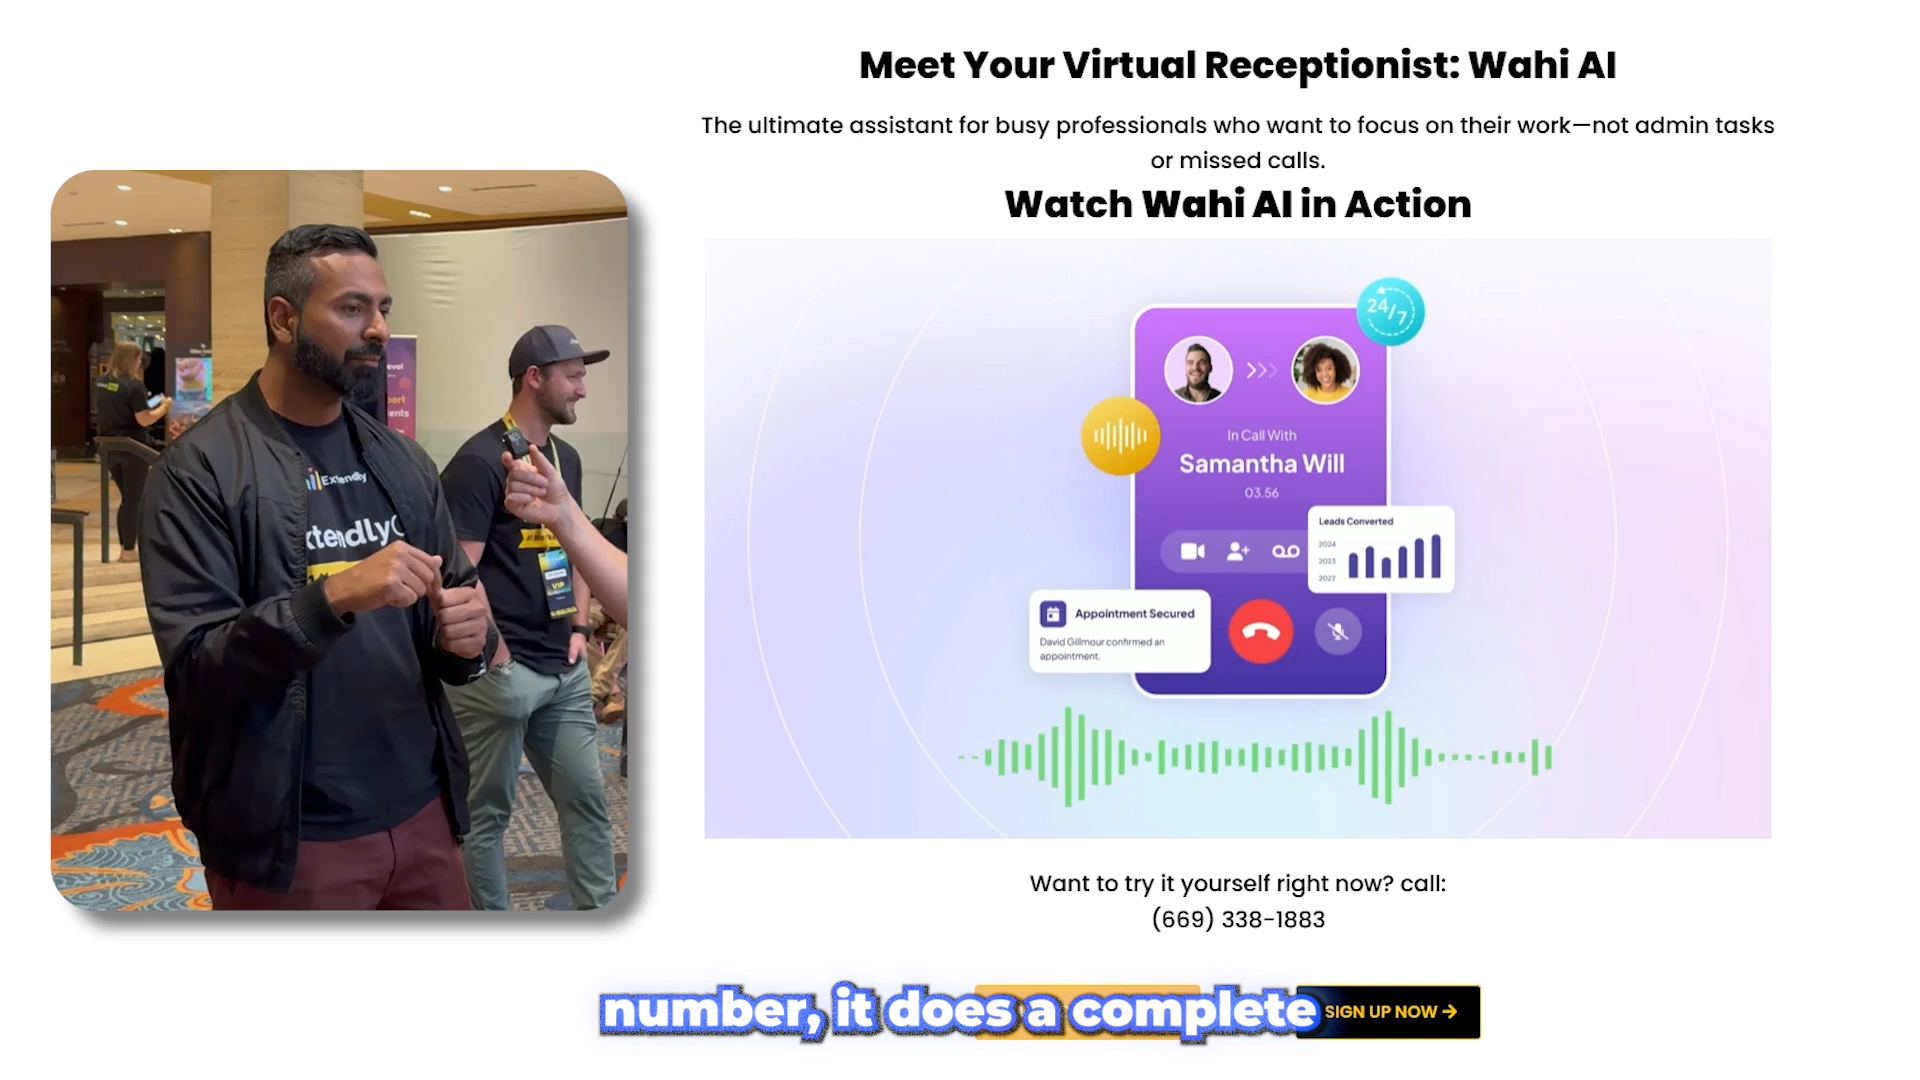 Meet Your Virtual Receptionist: Wahi AI
The ultimate assistant for busy professionals who want to focus on their work—not admin tasks
or missed calls.
Watch Wahi AI in Action
24/7
In Call With
Samantha Will
03.56
Leads Converted
2024
2023
2022
Appointment Secured
David Gillmour confirmed an
appointment.
Want to try it yourself right now? call:
(669) 338-1883
number, it does a complete
SIGN UP NOW
Extendly
VIP